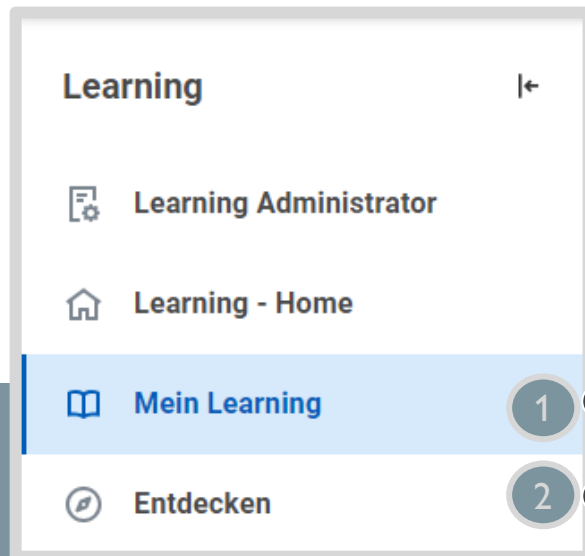 Learning
Learning Administrator
Learning - Home
Mein Learning
1
Entdecken
2